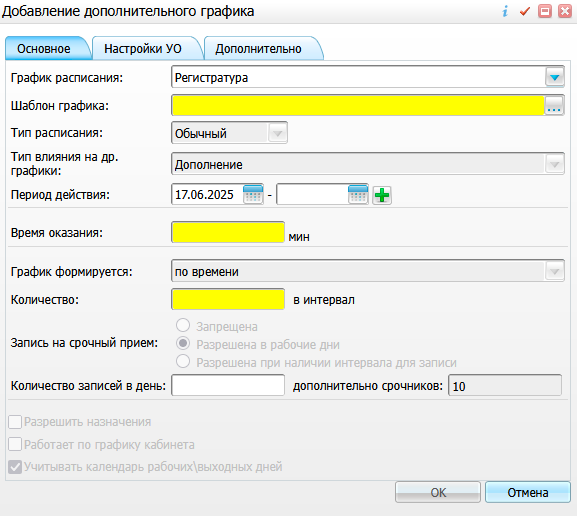 Добавление дополнительного графика
Основное Настройки УО Дополнительно
График расписания: Регистратура
Шаблон графика: ...
Тип расписания: Обычный
Тип влияния на др. графики: Дополнение
Период действия: 17.06.2025 -
Время оказания: мин
График формируется: по времени
Количество: в интервал
Запись на срочный прием:
Запрещена
Разрешена в рабочие дни
Разрешена при наличии интервала для записи
Количество записей в день: дополнительно срочников: 10
Разрешить назначения
Работает по графику кабинета
Учитывать календарь рабочих\выходных дней
OK Отмена